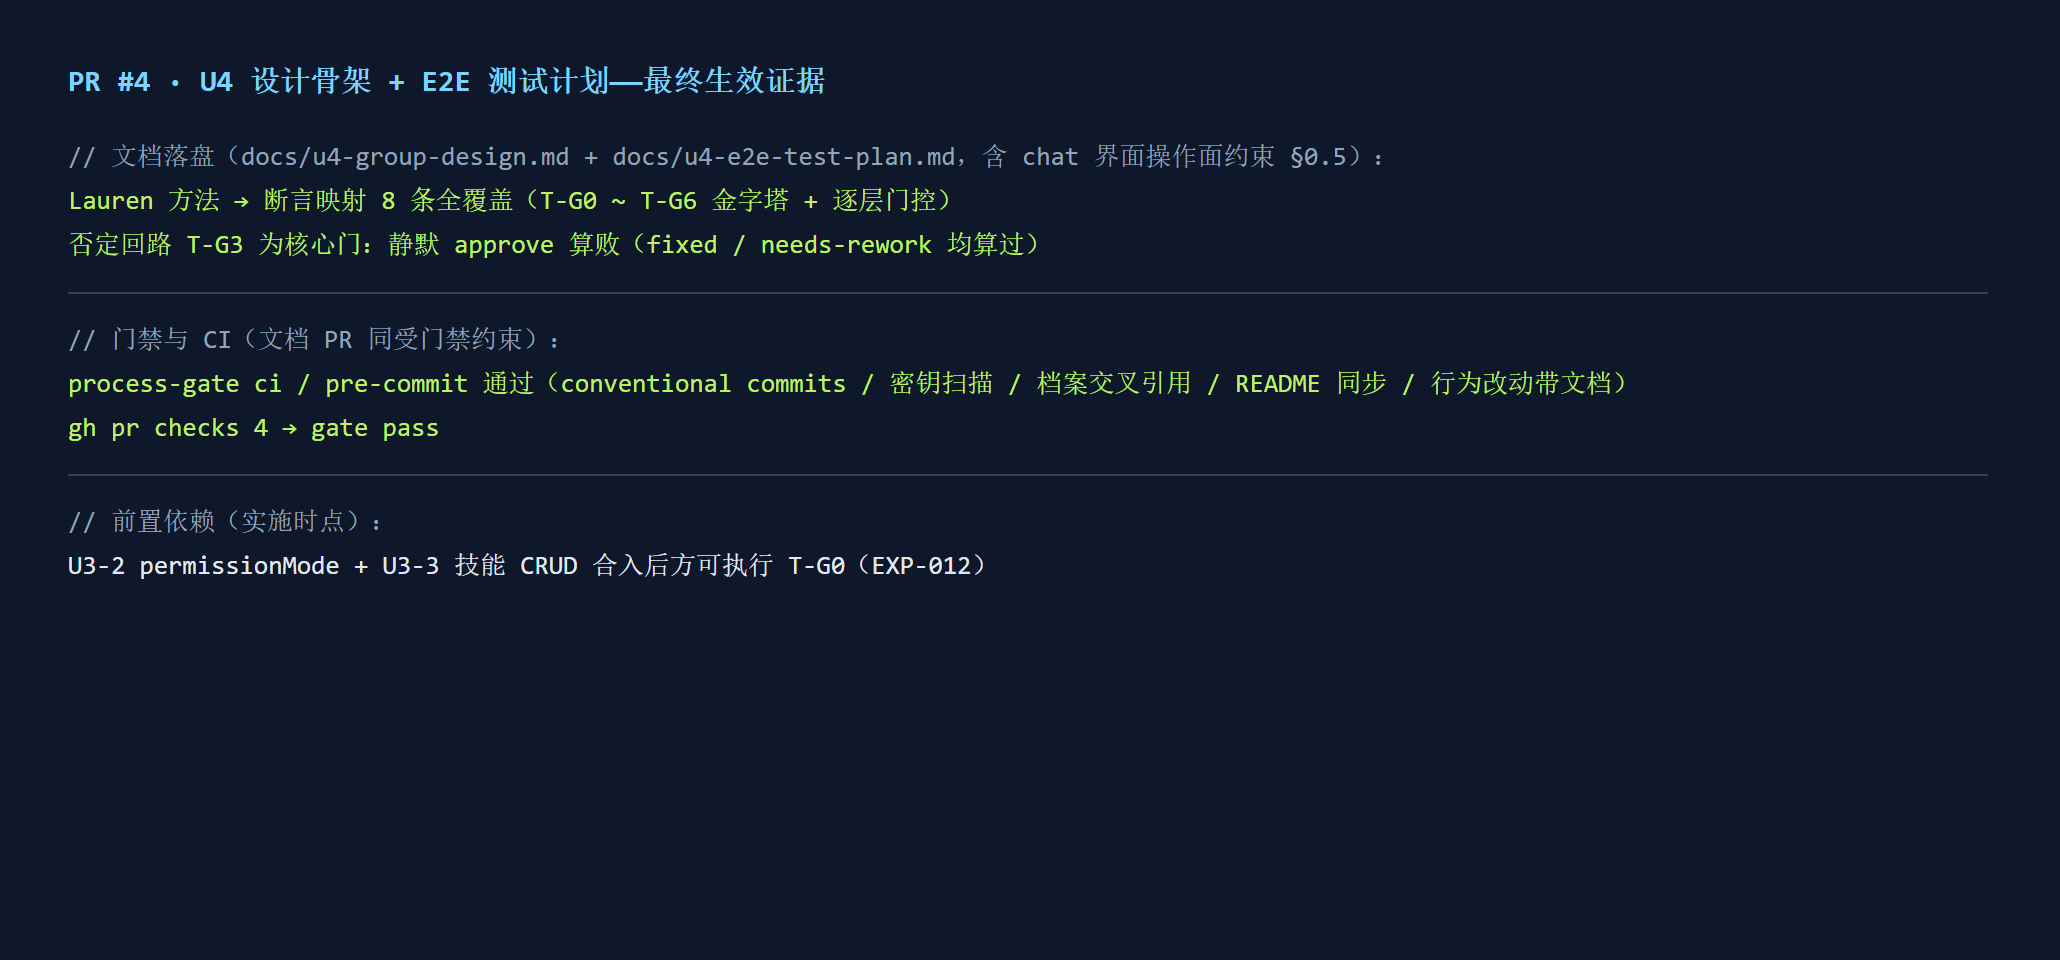 PR #4 · U4 设计骨架 + E2E 测试计划——最终生效证据
// 文档落盘（docs/u4-group-design.md + docs/u4-e2e-test-plan.md，含 chat 界面操作面约束 §0.5）：
Lauren 方法 → 断言映射 8 条全覆盖（T-G0 ~ T-G6 金字塔 + 逐层门控）
否定回路 T-G3 为核心门：静默 approve 算败（fixed / needs-rework 均算过）
// 门禁与 CI（文档 PR 同受门禁约束）：
process-gate ci / pre-commit 通过（conventional commits / 密钥扫描 / 档案交叉引用 / README 同步 / 行为改动带文档）
gh pr checks 4 → gate pass
// 前置依赖（实施时点）：
U3-2 permissionMode + U3-3 技能 CRUD 合入后方可执行 T-G0（EXP-012）